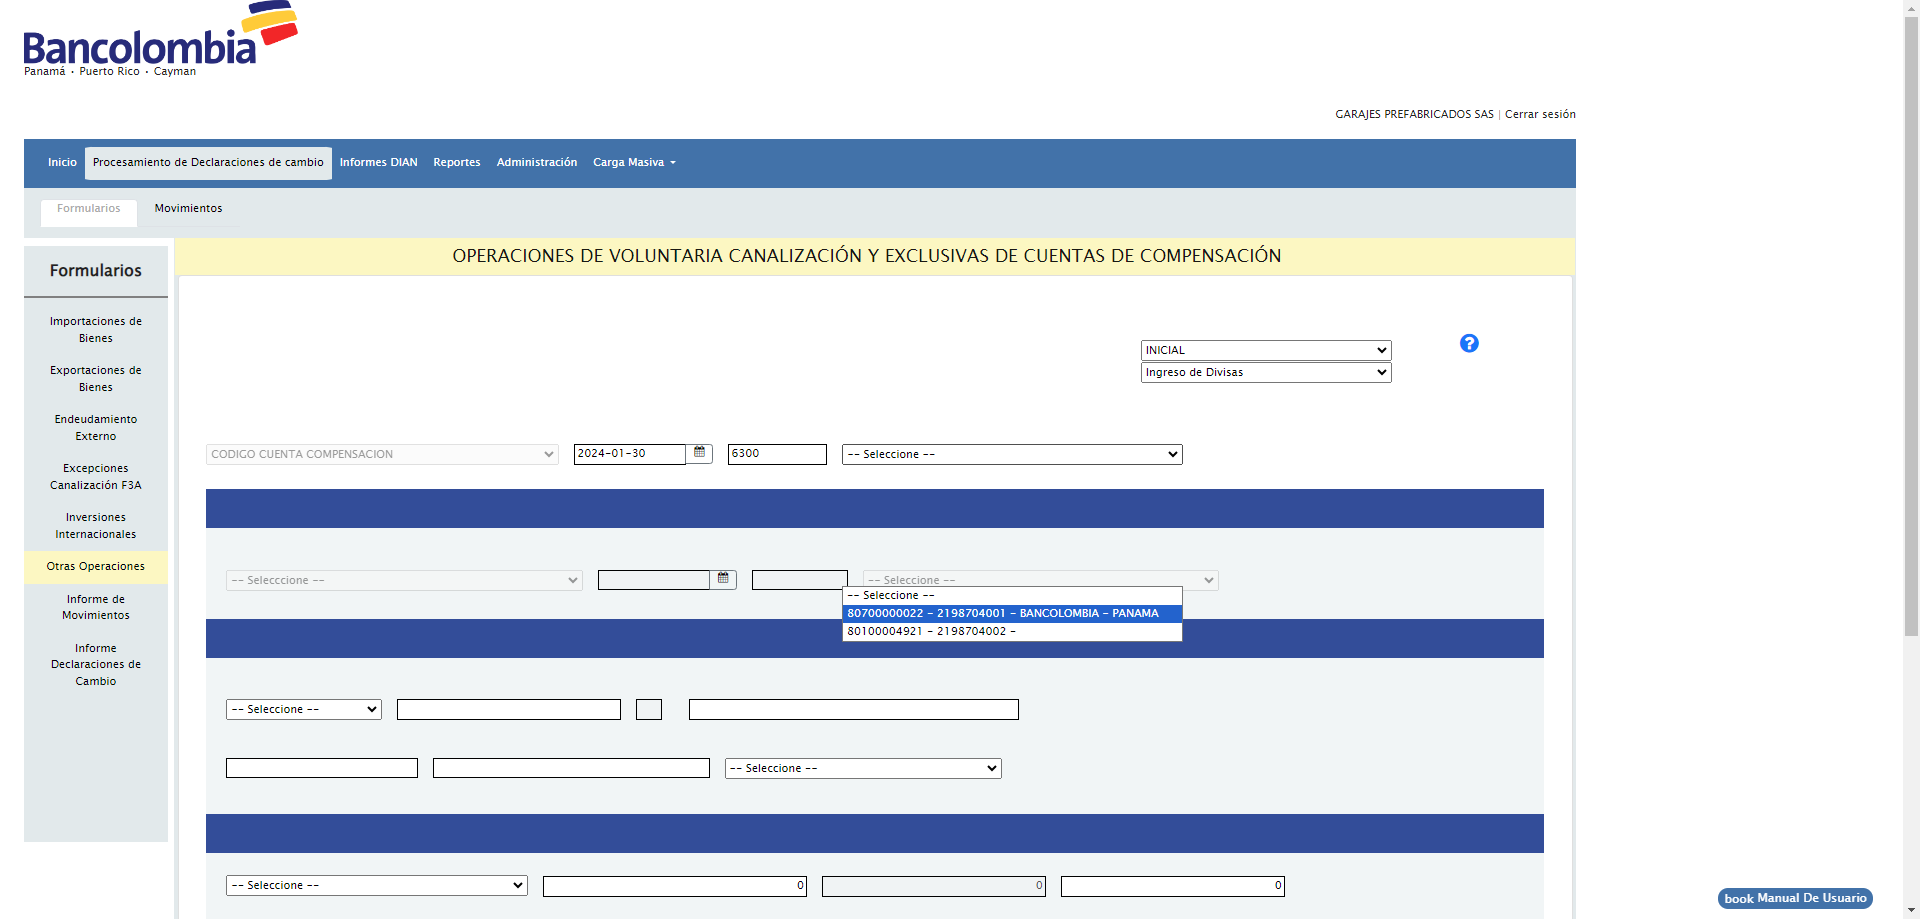 Bancolombia
Panamá • Puerto Rico • Cayman
GARAJES PREFABRICADOS SAS | Cerrar sesión
Inicio Procesamiento de Declaraciones de cambio Informes DIAN Reportes Administración Carga Masiva
Formularios Movimientos
OPERACIONES DE VOLUNTARIA CANALIZACIÓN Y EXCLUSIVAS DE CUENTAS DE COMPENSACIÓN
Formularios
Importaciones de
Bienes
Exportaciones de
Bienes
Endeudamiento
Externo
Excepciones
Canalización F3A
Inversiones
Internacionales
Otras Operaciones
Informe de
Movimientos
Informe
Declaraciones de
Cambio
INICIAL
?
Ingreso de Divisas
CODIGO CUENTA COMPENSACION 2024-01-30 6300 -- Seleccione --
-- Selecccione -- -- Seleccione --
-- Seleccione --
80700000022 - 2198704001 - BANCOLOMBIA - PANAMA
80100004921 - 2198704002 -
-- Seleccione --
-- Seleccione --
-- Seleccione -- 0 0 0
book Manual De Usuario